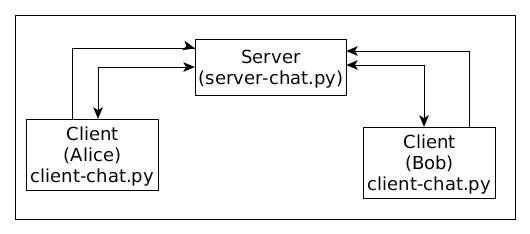 Server
(server-chat.py)
Client
(Alice)
client-chat.py
Client
(Bob)
client-chat.py